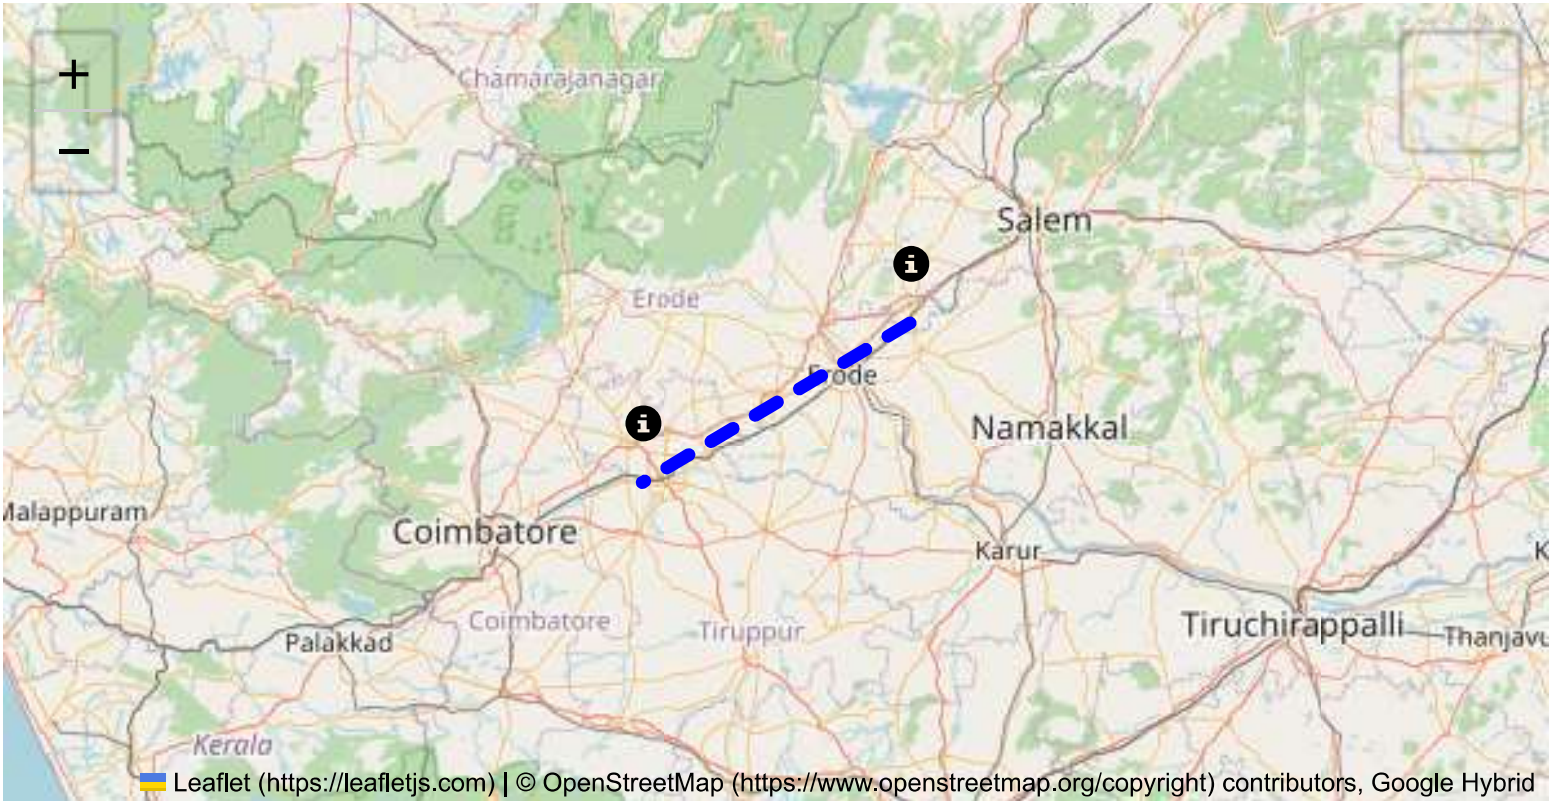 +
−
Chamarajanagar
Salem
i
Erode
Erode
i
Namakkal
Malappuram
Coimbatore
Karur
K
Coimbatore
Tiruppur
Tiruchirappalli
Thanjavu
Palakkad
Kerala
Leaflet (https://leafletjs.com) | © OpenStreetMap (https://www.openstreetmap.org/copyright) contributors, Google Hybrid